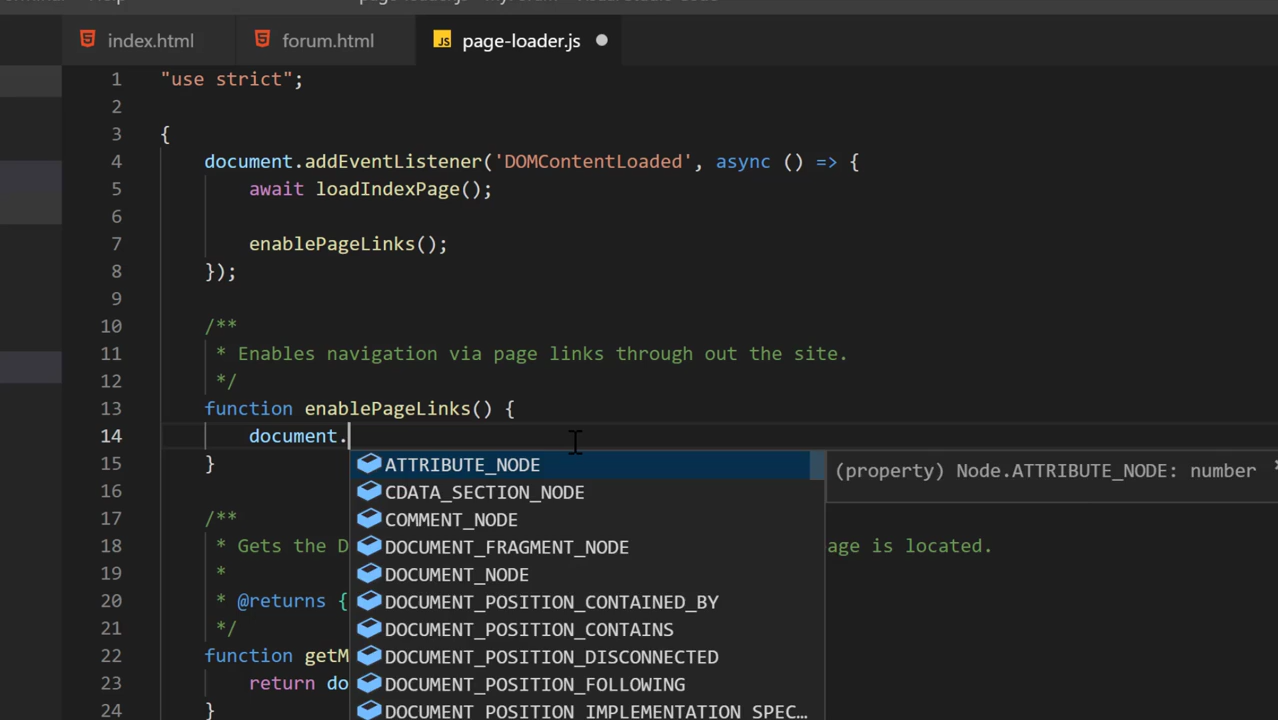 index.html forum.html JS page-loader.js
1 "use strict";
2
3 {
4 document.addEventListener('DOMContentLoaded', async () => {
5 await loadIndexPage();
6
7 enablePageLinks();
8 });
9
10 /**
11 * Enables navigation via page links through out the site.
12 */
13 function enablePageLinks() {
14 document.
15 }
ATTRIBUTE_NODE (property) Node.ATTRIBUTE_NODE: number
16 CDATA_SECTION_NODE
17 /** COMMENT_NODE
18 * Gets the D DOCUMENT_FRAGMENT_NODE age is located.
19 * DOCUMENT_NODE
20 * @returns { DOCUMENT_POSITION_CONTAINED_BY
21 */ DOCUMENT_POSITION_CONTAINS
22 function getM DOCUMENT_POSITION_DISCONNECTED
23 return do DOCUMENT_POSITION_FOLLOWING
24 } DOCUMENT_POSITION_IMPLEMENTATION_SPEC...